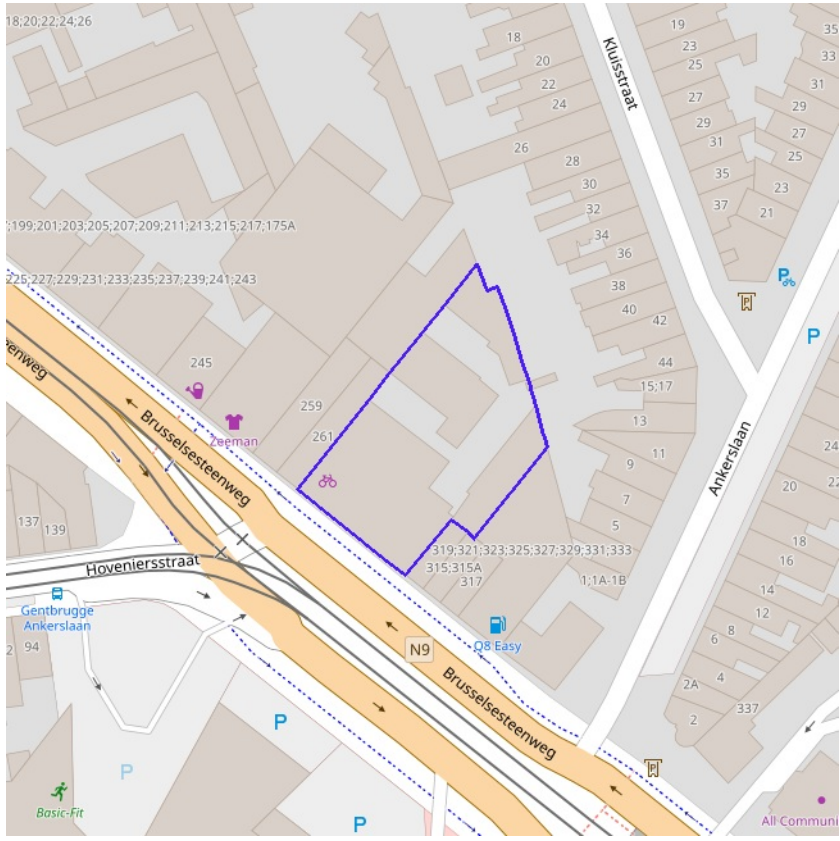 18;20;22;24;26
18
20
22
24
26
28
30
32
34
36
38
40
42
44
15;17
13
11
9
7
5
1;1A-1B
Kluisstraat
19
23
25
27
29
31
35
37
35
33
31
29
27
25
23
21
P
P
P
;199;201;203;205;207;209;211;213;215;217;175A
225;227;229;231;233;235;237;239;241;243
245
259
261
Zeeman
Brusselsesteenweg
eenweg
137
139
Hoveniersstraat
Gentbrugge
Ankerslaan
94
319;321;323;325;327;329;331;333
315;315A
317
Q8 Easy
N9
Brusselsesteenweg
Ankerslaan
24
22
20
18
16
14
12
8
6
4
2A
2
337
P
P
P
P
Basic-Fit
All Communi